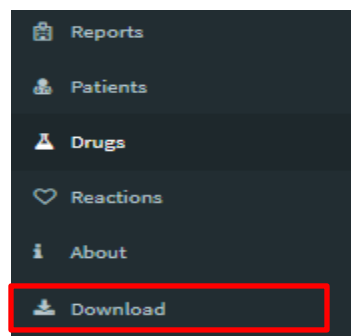 Reports
Patients
Drugs
Reactions
About
Download